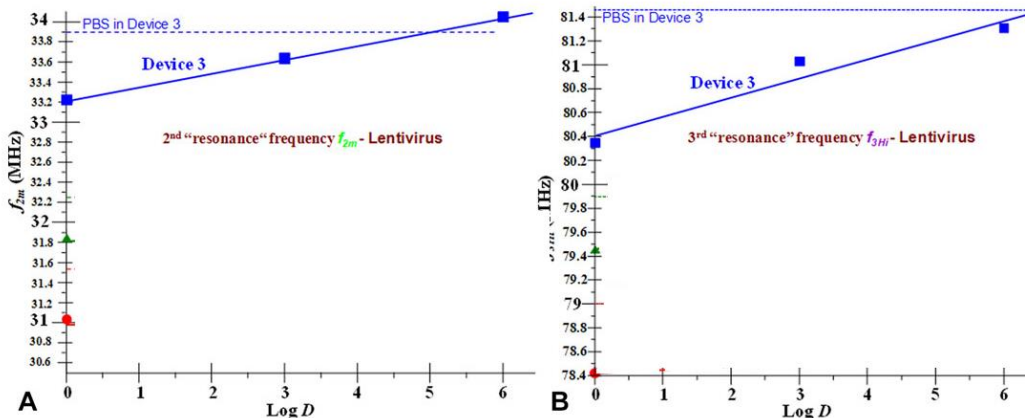 PBS in Device 3
Device 3
2nd “resonance“ frequency f2m - Lentivirus
f2m (MHz)
34
33.8
33.6
33.4
33.2
33
32.8
32.6
32.4
32.2
32
31.8
31.6
31.4
31.2
31
30.8
30.6
0 1 2 3 4 5 6
Log D
A
PBS in Device 3
Device 3
3rd “resonance” frequency f3Hi - Lentivirus
81.4
81.2
81
80.8
80.6
80.4
80.2
80
79.8
79.6
79.4
79.2
79
78.8
78.6
78.4
0 1 2 3 4 5 6
Log D
B